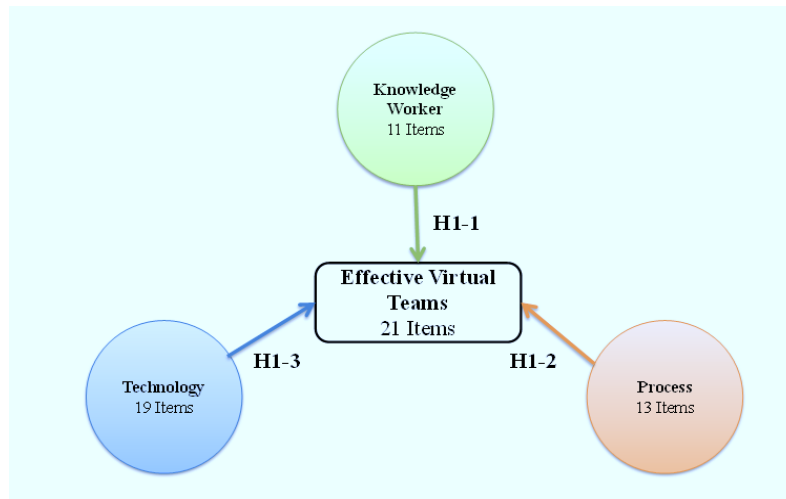 Knowledge
Worker
11 Items
H1-1
Effective Virtual
Teams
21 Items
H1-3
H1-2
Technology
19 Items
Process
13 Items